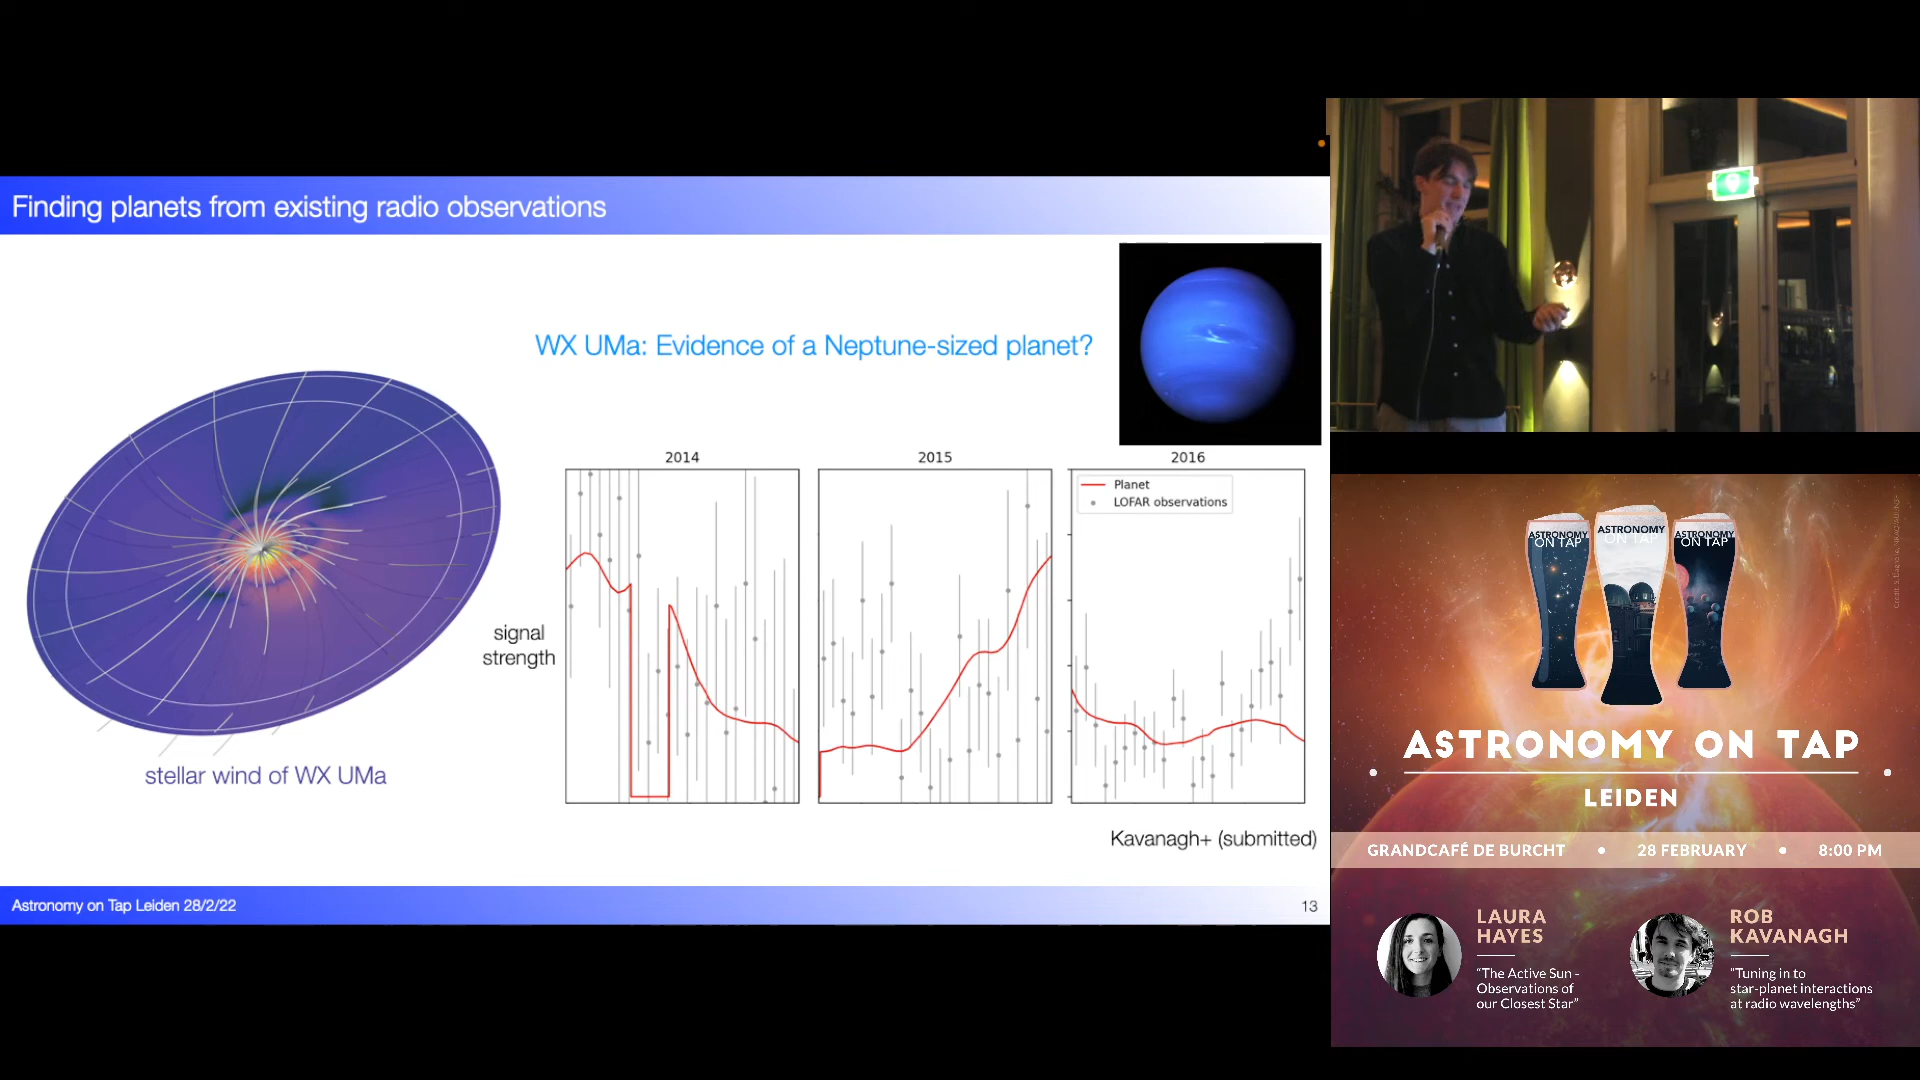 Finding planets from existing radio observations
WX UMa: Evidence of a Neptune-sized planet?
2014
2015
2016
Planet
LOFAR observations
signal
strength
stellar wind of WX UMa
Kavanagh+ (submitted)
Astronomy on Tap Leiden 28/2/22
13
ASTRONOMY
ON TAP
ASTRONOMY
ON TAP
ASTRONOMY
ON TAP
ASTRONOMY ON TAP
LEIDEN
GRANDCAFÉ DE BURCHT • 28 FEBRUARY • 8:00 PM
LAURA
HAYES
"The Active Sun -
Observations of
our Closest Star"
ROB
KAVANAGH
"Tuning in to
star-planet interactions
at radio wavelengths"